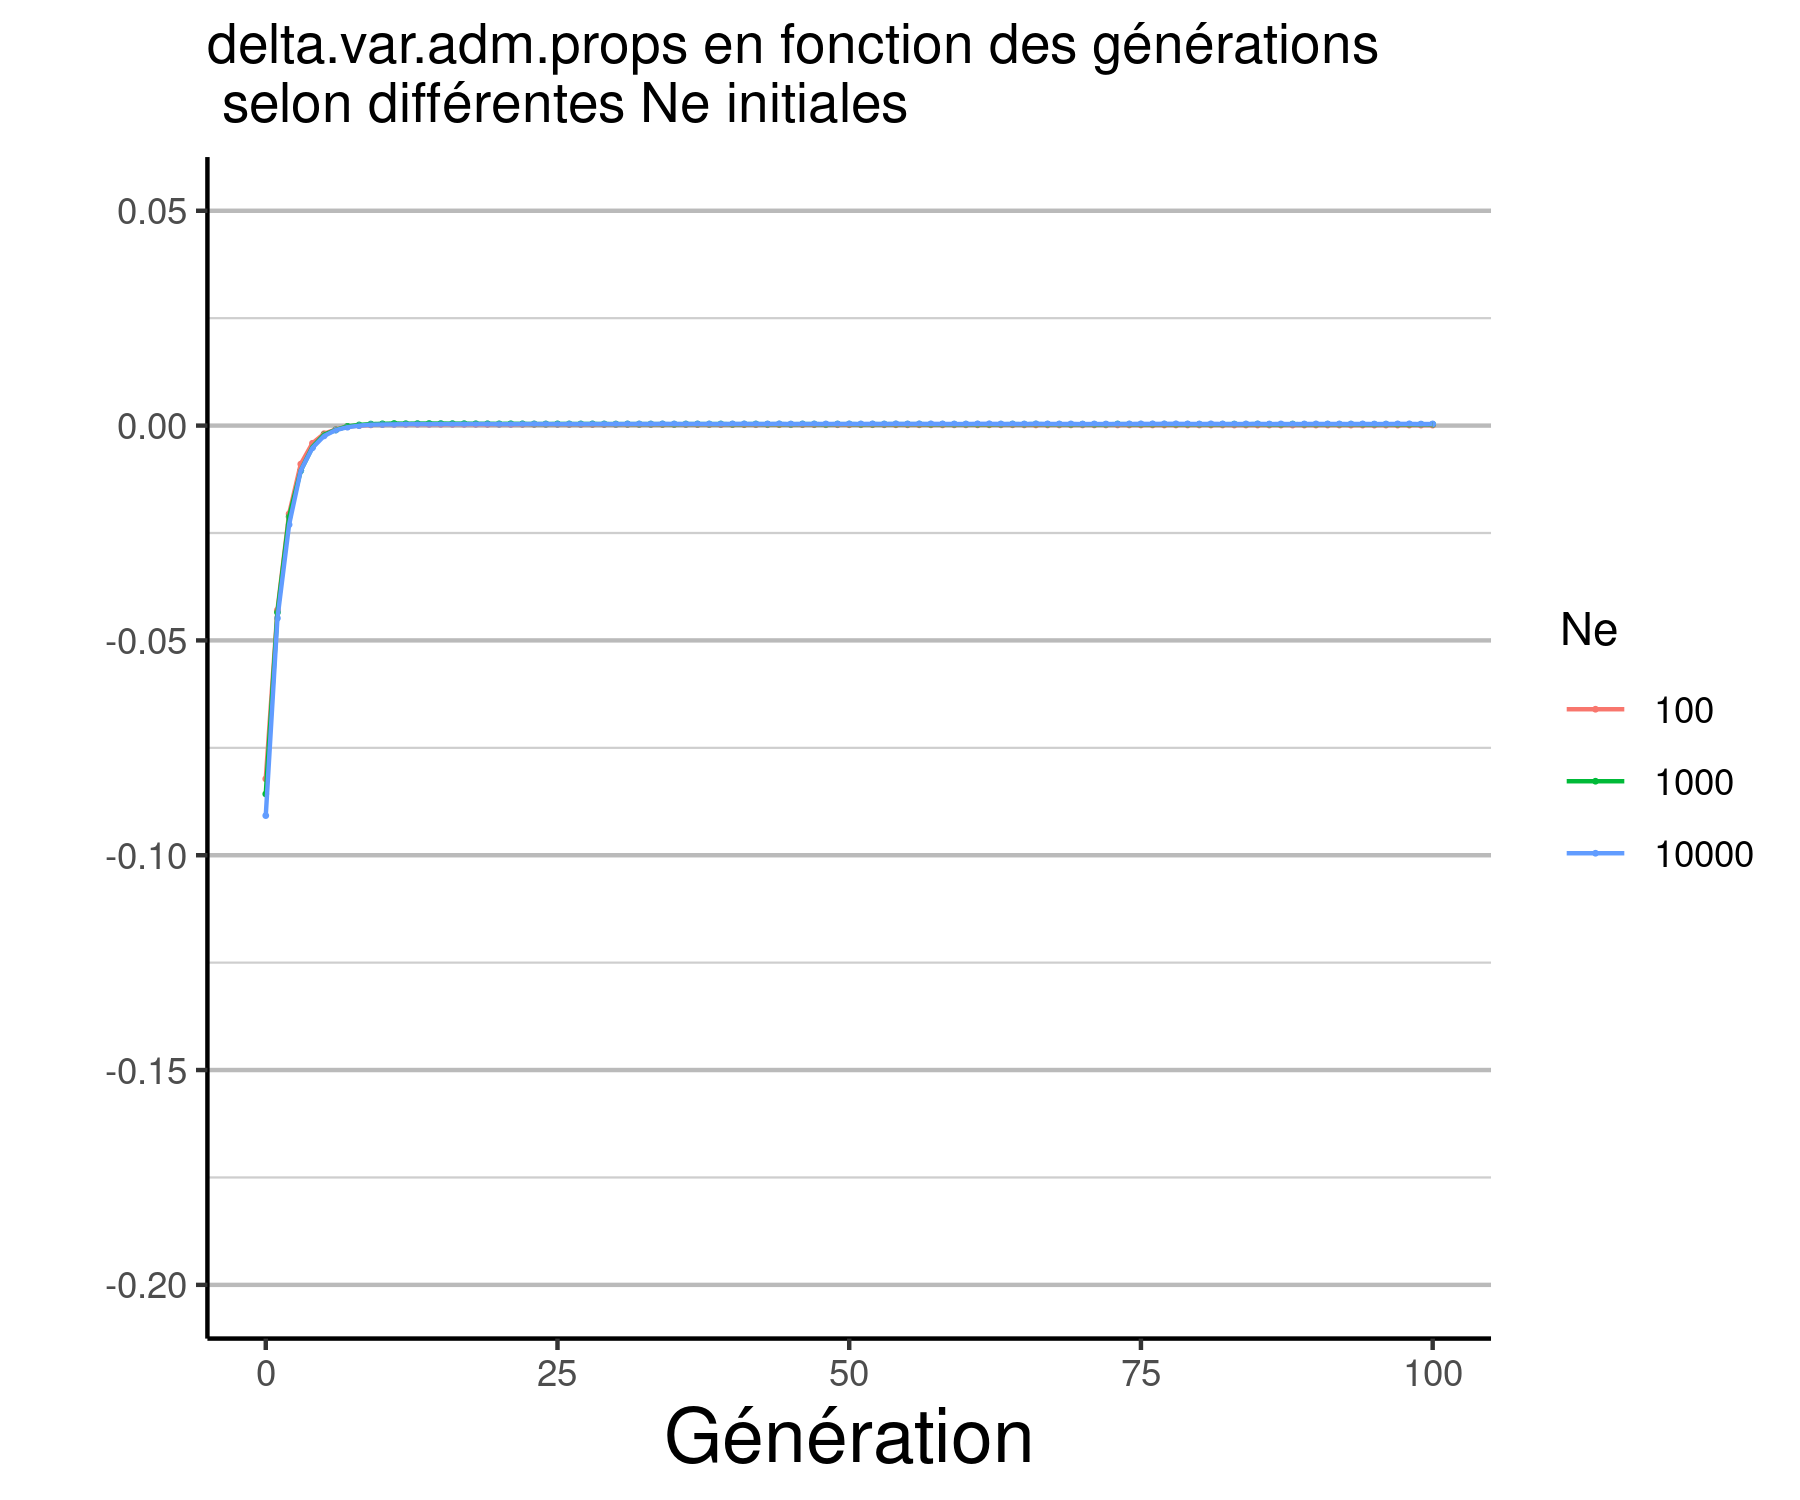 delta.var.adm.props en fonction des générations
selon différentes Ne initiales
0.05
0.00
-0.05
-0.10
-0.15
-0.20
0 25 50 75 100
Génération
Ne
100
1000
10000